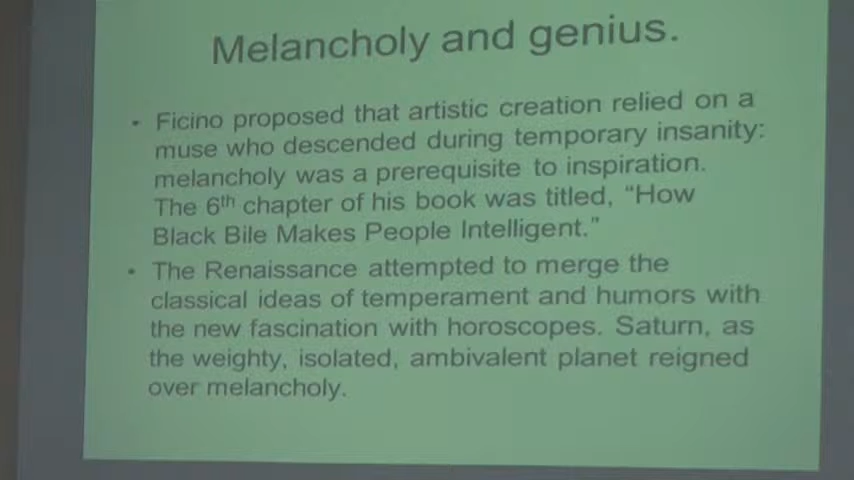 Melancholy and genius.
• Ficino proposed that artistic creation relied on a
muse who descended during temporary insanity:
melancholy was a prerequisite to inspiration.
The 6th chapter of his book was titled, “How
Black Bile Makes People Intelligent.”
• The Renaissance attempted to merge the
classical ideas of temperament and humors with
the new fascination with horoscopes. Saturn, as
the weighty, isolated, ambivalent planet reigned
over melancholy.